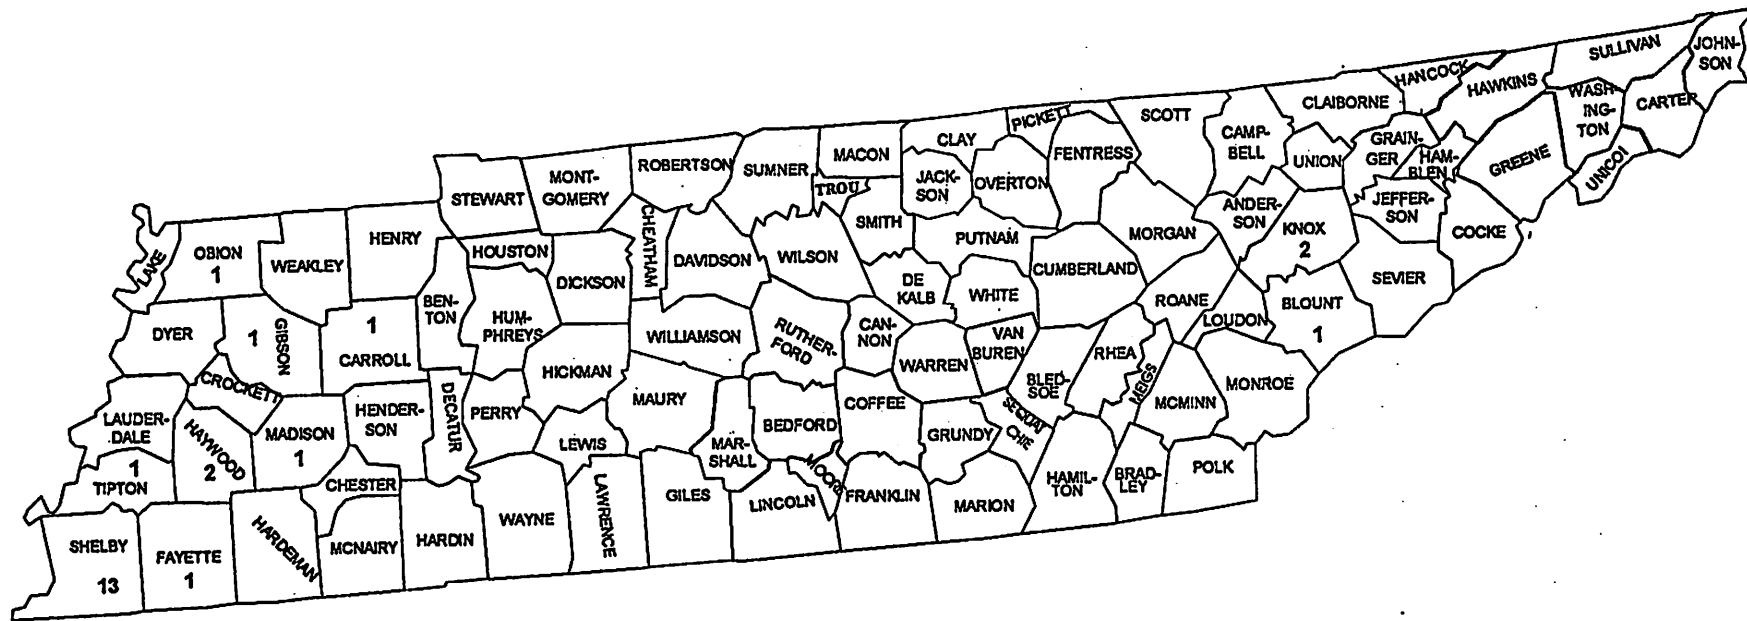 JOHN-
SON
SULLIVAN
HANCOCK
HAWKINS
WASH-
ING-
TON
CARTER
CLAIBORNE
SCOTT
PICKETT
CLAY
CAMP-
BELL
UNION
GRAIN-
GER
HAM-
BLEN
GREENE
UNICOI
FENTRESS
MACON
ROBERTSON
SUMNER
TROU
JACK-
SON
OVERTON
MONT-
GOMERY
STEWART
ANDER-
SON
JEFFER-
SON
KNOX
2
COCKE
SMITH
PUTNAM
MORGAN
CHEATHAM
HENRY
HOUSTON
DAVIDSON
WILSON
CUMBERLAND
SEVIER
LAKE
OBION
1
WEAKLEY
DICKSON
DE
KALB
WHITE
ROANE
BLOUNT
1
LOUDON
BEN-
TON
HUM-
PHREYS
WILLIAMSON
RUTHER-
FORD
CAN-
NON
VAN
BUREN
WARREN
RHEA
MEIGS
DYER
1
GIBSON
1
CARROLL
HICKMAN
BLED-
SOE
MCMINN
MONROE
CROCKETT
DECATUR
PERRY
MAURY
COFFEE
SEQUAT
CHIE
LAUDER-
DALE
HAYWOOD
2
MADISON
1
HENDER-
SON
LEWIS
MAR-
SHALL
BEDFORD
MOORE
GRUNDY
HAMIL-
TON
BRAD-
LEY
POLK
1
TIPTON
CHESTER
LAWRENCE
GILES
LINCOLN
FRANKLIN
MARION
WAYNE
SHELBY
13
FAYETTE
1
HARDEMAN
MCNAIRY
HARDIN